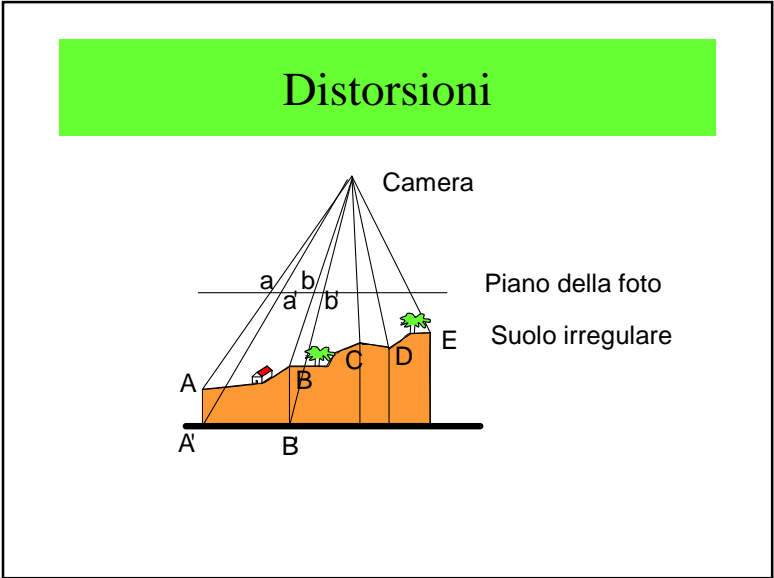 Distorsioni
Camera
a b
a' b'
Piano della foto
E Suolo irregulare
A B C D
A' B'